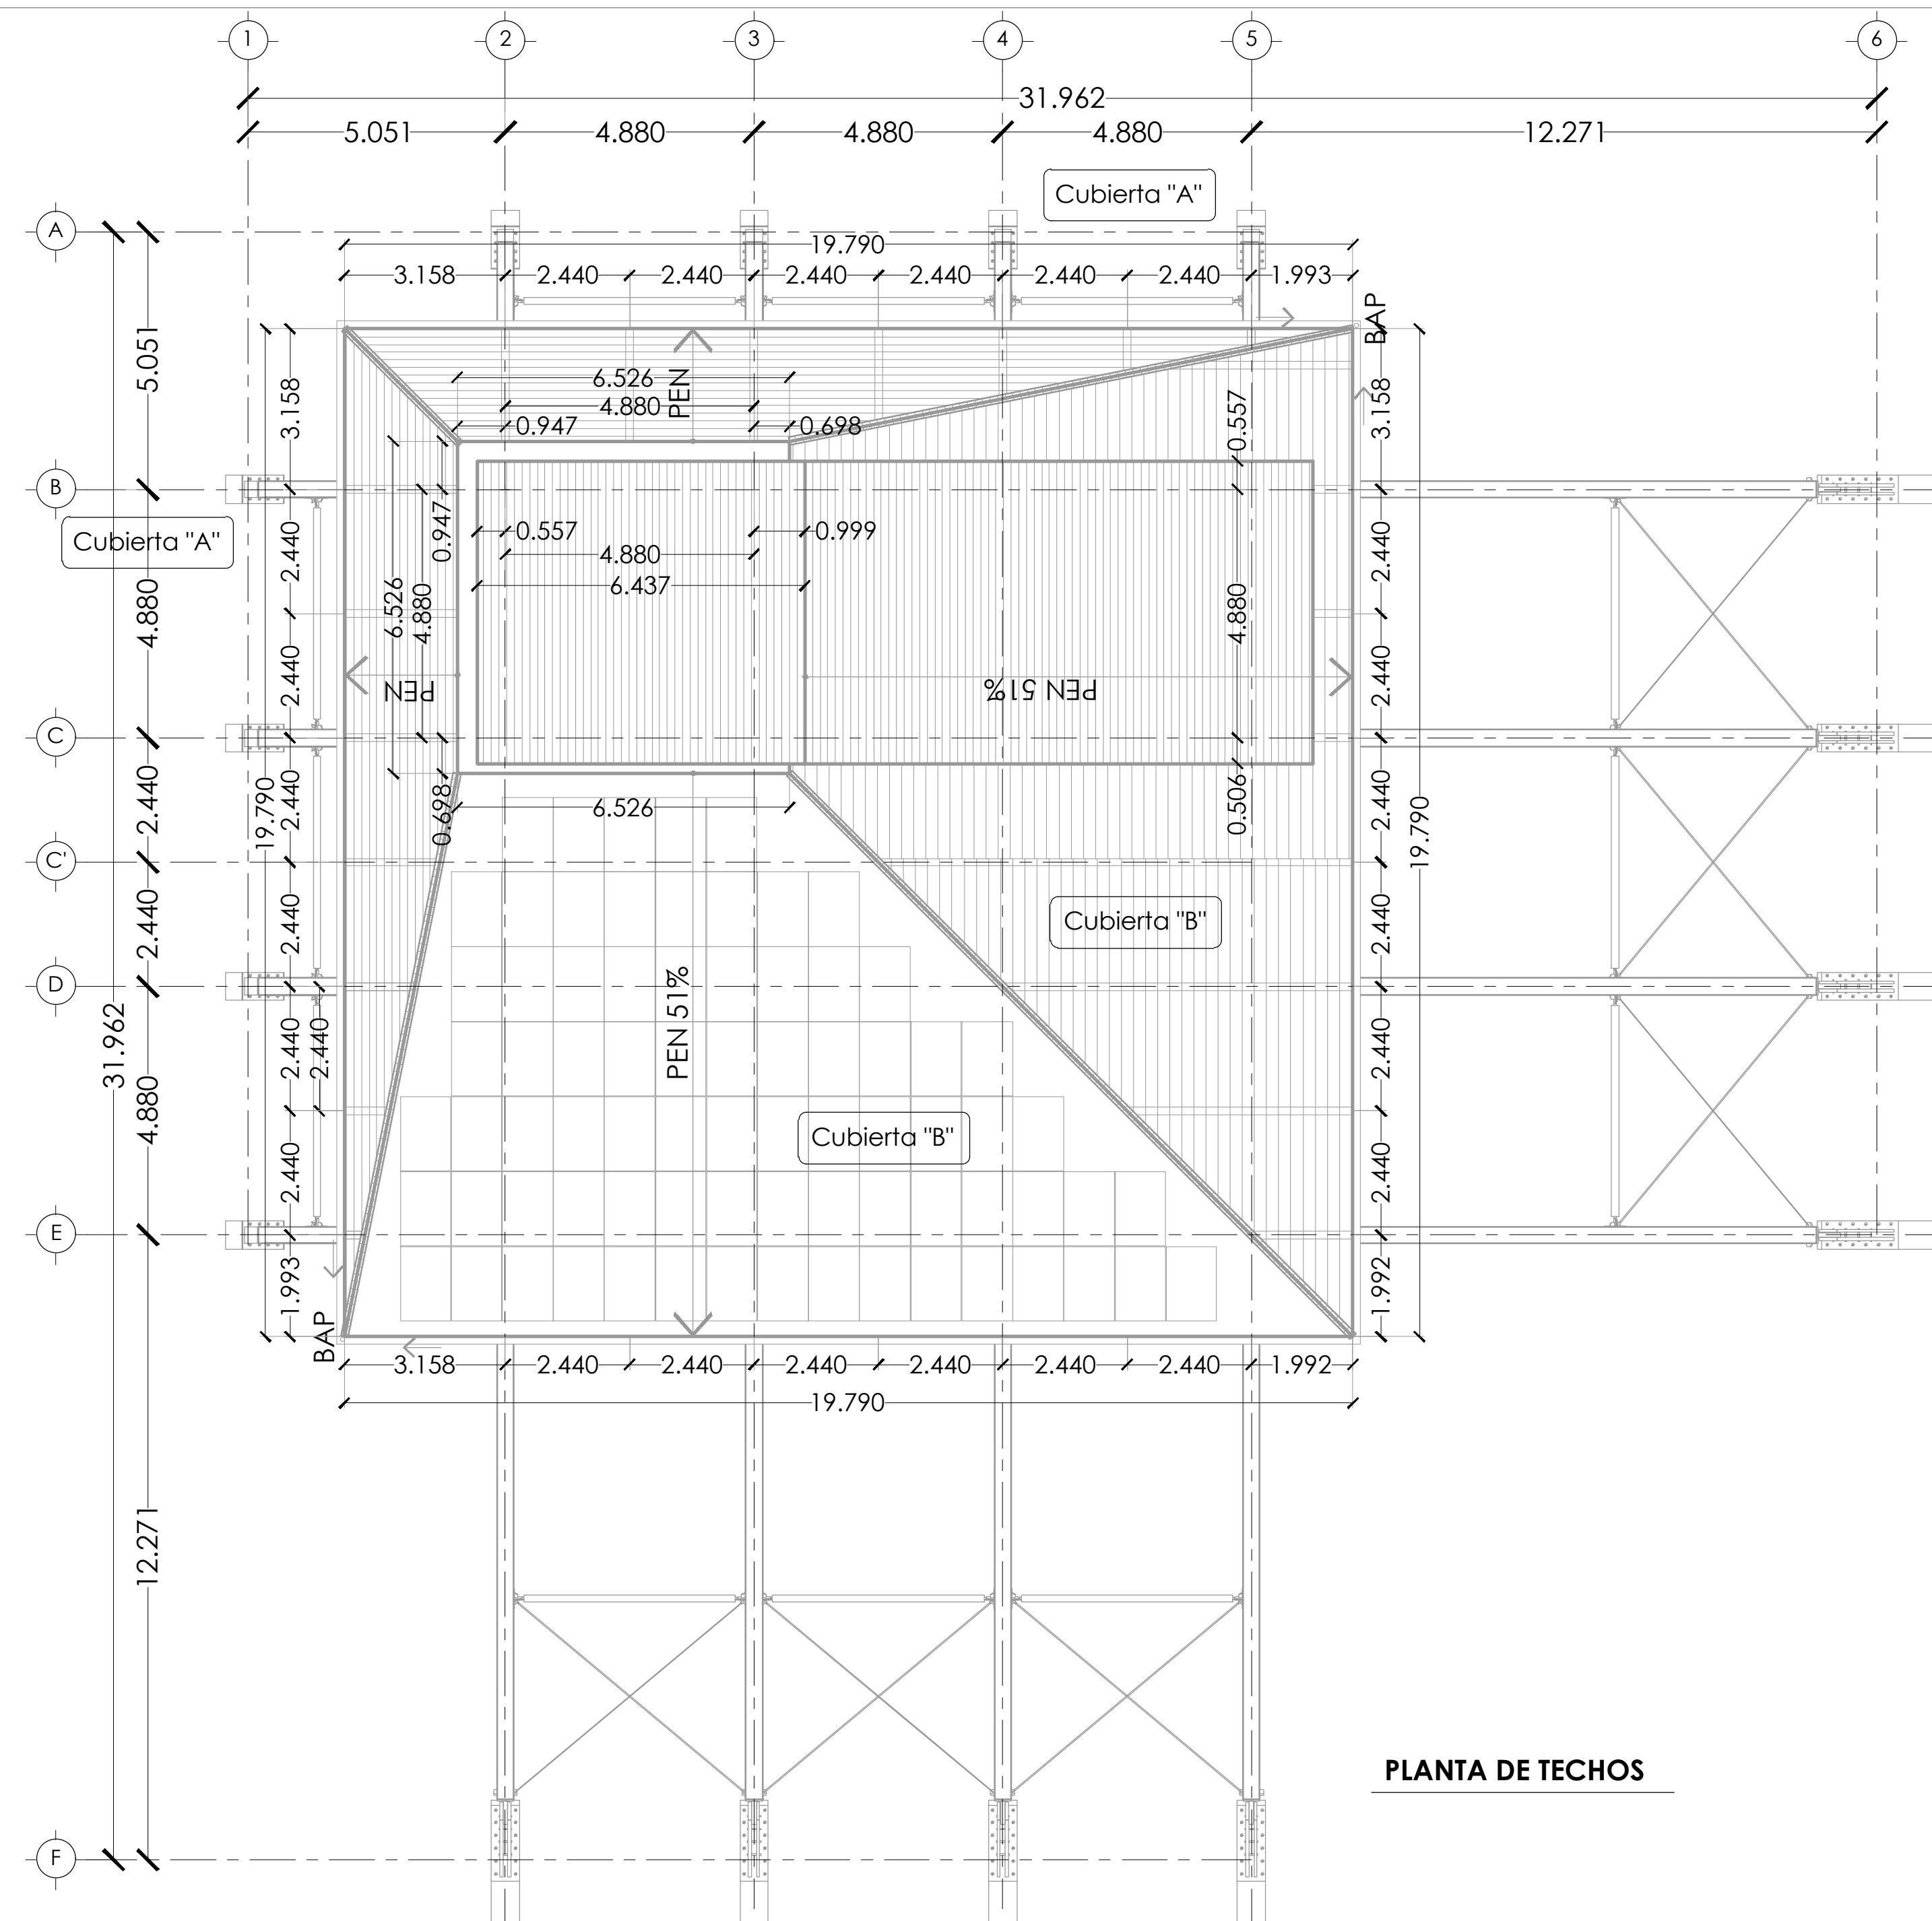 1 2 3 4 5 6
31.962
5.051 4.880 4.880 4.880 12.271
Cubierta "A"
A
19.790
3.158 2.440 2.440 2.440 2.440 2.440 2.440 1.993
BAP
5.051
3.158
PEN
6.526
4.880
0.947 0.698
0.557
3.158
B
Cubierta "A"
2.440
0.947
0.557 0.999
4.880
6.437
2.440
4.880
6.526
4.880
4.880
2.440
PEN
PEN 51%
2.440
C
2.440
19.790
2.440
0.698
6.526
0.506
2.440
19.790
C'
2.440
2.440
Cubierta "B"
2.440
PEN 51%
D
31.962
2.440
2.440
2.440
4.880
Cubierta "B"
2.440
2.440
E
1.993
1.992
BAP
3.158 2.440 2.440 2.440 2.440 2.440 2.440 1.992
19.790
12.271
PLANTA DE TECHOS
F